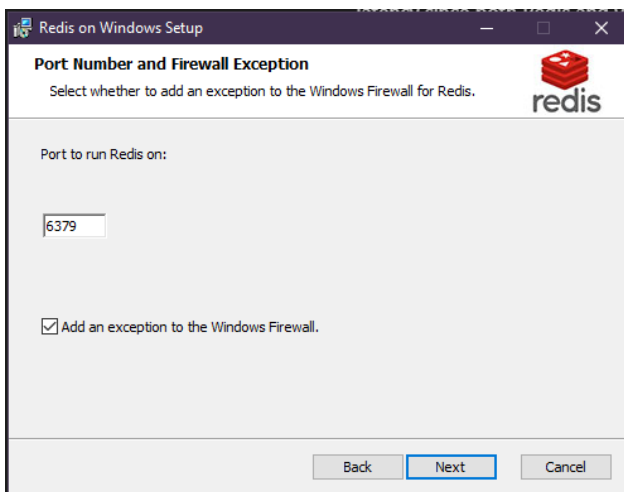 Redis on Windows Setup
Port Number and Firewall Exception
Select whether to add an exception to the Windows Firewall for Redis.
redis
Port to run Redis on:
6379
Add an exception to the Windows Firewall.
Back Next Cancel